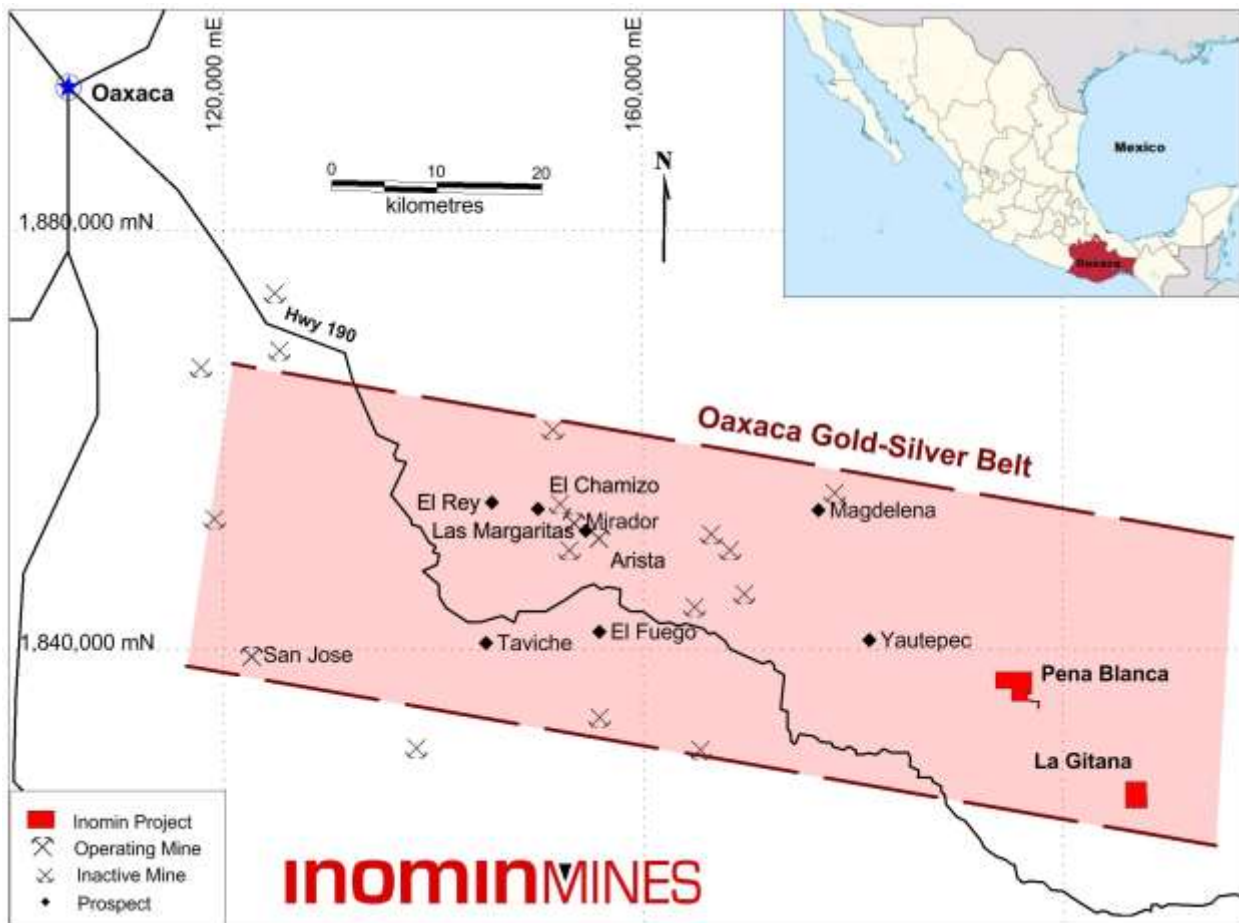 Oaxaca
120,000 mE
160,000 mE
N
0 10 20
kilometres
1,880,000 mN
Mexico
Oaxaca
Hwy 190
Oaxaca Gold-Silver Belt
El Chamizo
El Rey
Magdelena
Las Margaritas
Mirador
Arista
El Fuego
1,840,000 mN
Taviche
Yautepec
San Jose
Pena Blanca
La Gitana
Inomin Project
Operating Mine
Inactive Mine
Prospect
InomIn MINES